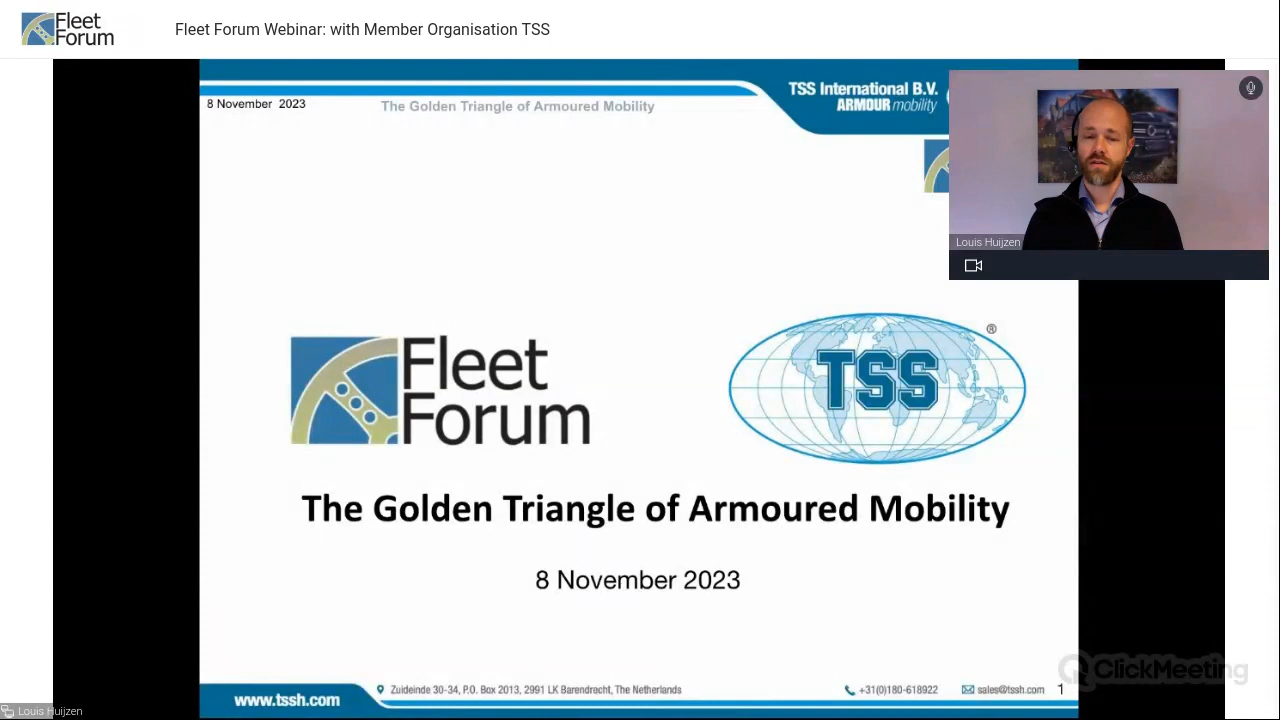 Fleet
Forum
Fleet Forum Webinar: with Member Organisation TSS
8 November 2023
The Golden Triangle of Armoured Mobility
TSS International B.V.
ARMOUR mobility
Louis Huijzen
Fleet
Forum
TSS
®
The Golden Triangle of Armoured Mobility
8 November 2023
ClickMeeting
www.tssh.com
Zuideinde 30-34, P.O. Box 2013, 2991 LK Barendrecht, The Netherlands
+31(0)180-618922
sales@tssh.com
1
Louis Huijzen